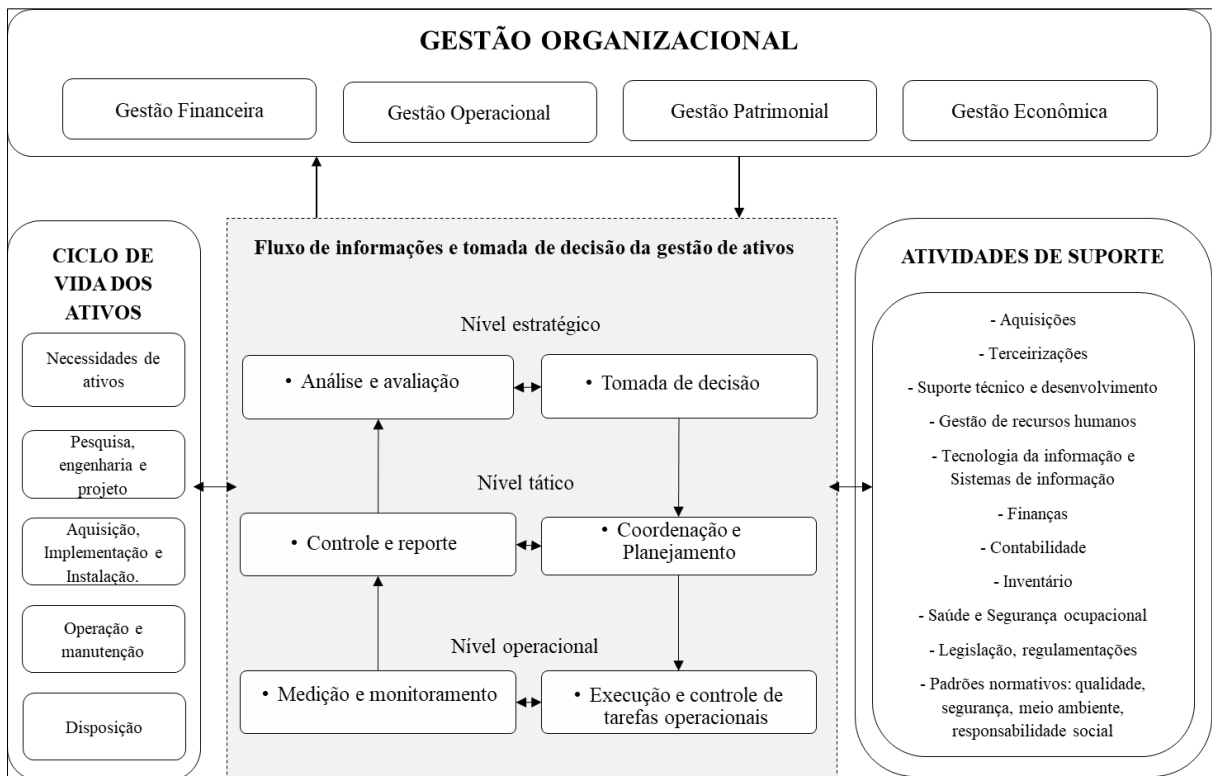 GESTÃO ORGANIZACIONAL
Gestão Financeira
Gestão Operacional
Gestão Patrimonial
Gestão Econômica
CICLO DE
VIDA DOS
ATIVOS
Necessidades de
ativos
Pesquisa,
engenharia e
projeto
Aquisição,
Implementação e
Instalação.
Operação e
manutenção
Disposição
Fluxo de informações e tomada de decisão da gestão de ativos
Nível estratégico
• Análise e avaliação
• Tomada de decisão
Nível tático
• Controle e reporte
• Coordenação e
Planejamento
Nível operacional
• Medição e monitoramento
• Execução e controle de
tarefas operacionais
ATIVIDADES DE SUPORTE
- Aquisições
- Terceirizações
- Suporte técnico e desenvolvimento
- Gestão de recursos humanos
- Tecnologia da informação e
Sistemas de informação
- Finanças
- Contabilidade
- Inventário
- Saúde e Segurança ocupacional
- Legislação, regulamentações
- Padrões normativos: qualidade,
segurança, meio ambiente,
responsabilidade social